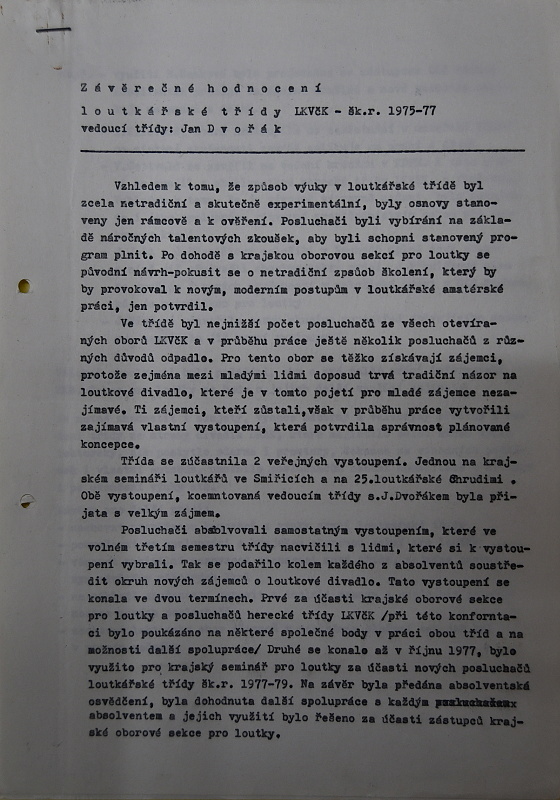 Z á v ě r e č n é  h o d n o c e n í
l o u t k á ř s k é  t ř í d y  LKVčK - šk.r. 1975-77
vedoucí třídy: Jan D v o ř á k
Vzhledem k tomu, že způsob výuky v loutkářské třídě byl
zcela netradiční a skutečně experimentální, byly osnovy stano-
veny jen rámcově a k ověření. Posluchači byli vybíráni na zákla-
dě náročných talentových zkoušek, aby byli schopni stanovený pro-
gram plnit. Po dohodě s krajskou oborovou sekcí pro loutky se
původní návrh-pokusit se o netradiční způsob školení, který by
by provokoval k novým, moderním postupům v loutkářské amatérské
práci, jen potvrdil.
Ve třídě byl nejnižší počet posluchačů ze všech otevíra-
ných oborů LKVčK a v průběhu práce ještě několik posluchačů z růz-
ných důvodů odpadlo. Pro tento obor se těžko získávají zájemci,
protože zejména mezi mladými lidmi doposud trvá tradiční názor na
loutkové divadlo, které je v tomto pojetí pro mladé zájemce neza-
jímavé. Ti zájemci, kteří zůstali,však v průběhu práce vytvořili
zajímavá vlastní vystoupení, která potvrdila správnost plánované
koncepce.
Třída se zúčastnila 2 veřejných vystoupení. Jednou na kraj-
ském semináři loutkářů ve Smiřicích a na 25.loutkářské Chrudimi .
Obě vystoupení, koemntovaná vedoucím třídy s.J.Dvořákem byla při-
jata s velkým zájmem.
Posluchači absblvovali samostatným vystoupením, které ve
volném třetím semestru třídy nacvičili s lidmi, které si k vystou-
pení vybrali. Tak se podařilo kolem každého z absolventů soustře-
dit okruh nových zájemců o loutkové divadlo. Tato vystoupení se
konala ve dvou termínech. Prvé za účasti krajské oborové sekce
pro loutky a posluchačů herecké třídy LKVčK /při této konfornta-
ci bylo poukázáno na některé společné body v práci obou tříd a na
možnosti další spolupráce/ Druhé se konalo až v říjnu 1977, bylo
využito pro krajský seminář pro loutky za účasti nových posluchačů
loutkářské třídy šk.r. 1977-79. Na závěr byla předána absolventská
osvědčení, byla dohodnuta další spolupráce s každým
absolventem a jejich využití bylo řešeno za účasti zástupců kraj-
ské oborové sekce pro loutky.